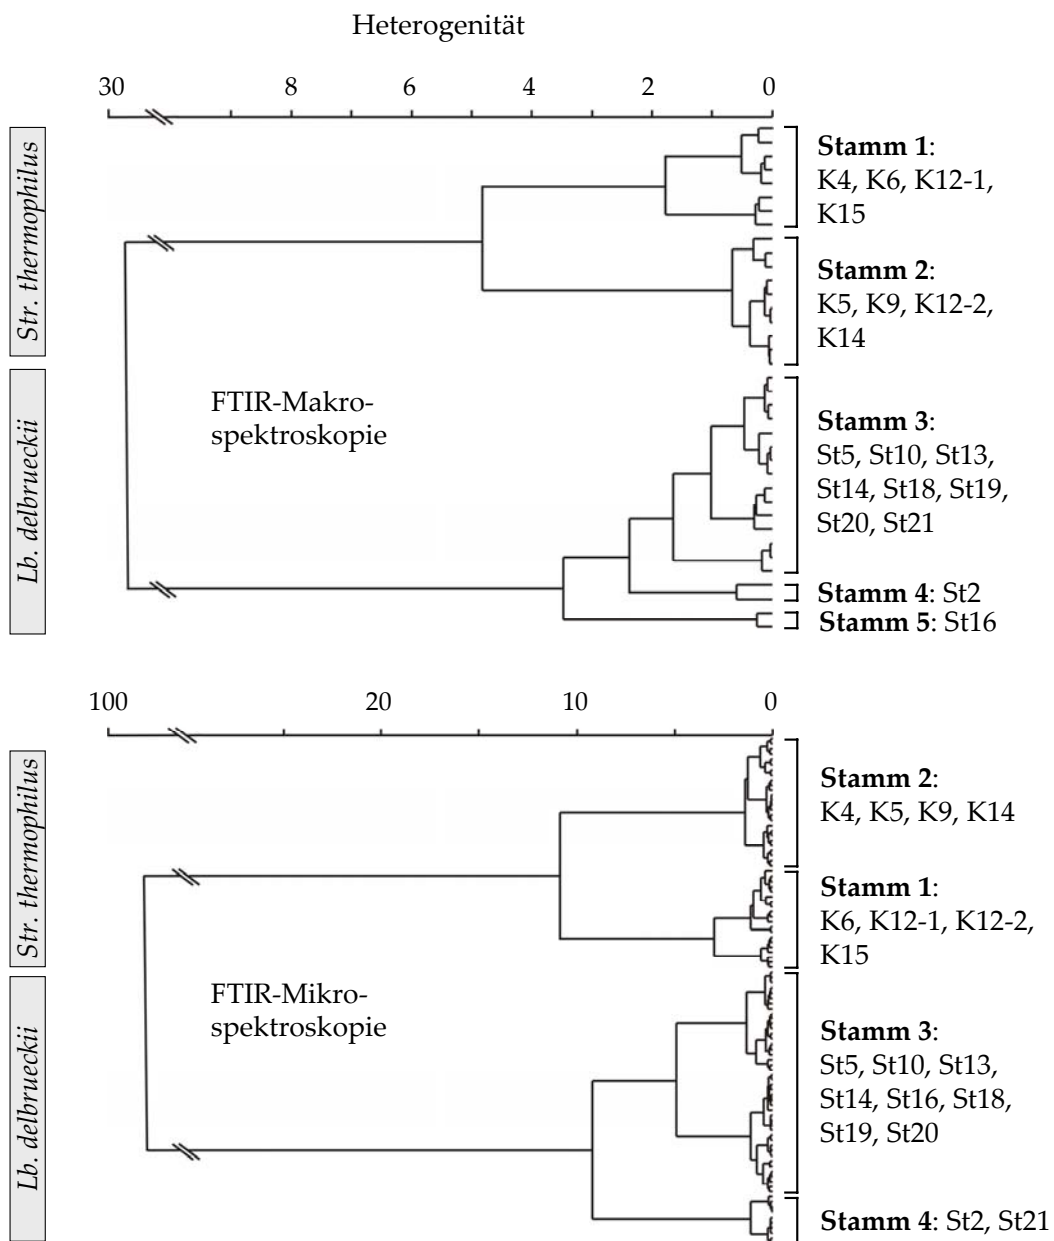 Heterogenität
30 8 6 4 2 0
Str. thermophilus
Stamm 1:
K4, K6, K12-1,
K15
Stamm 2:
K5, K9, K12-2,
K14
Lb. delbrueckii
FTIR-Makro-
spektroskopie
Stamm 3:
St5, St10, St13,
St14, St18, St19,
St20, St21
Stamm 4: St2
Stamm 5: St16
100 20 10 0
Str. thermophilus
Stamm 2:
K4, K5, K9, K14
Stamm 1:
K6, K12-1, K12-2,
K15
Lb. delbrueckii
FTIR-Mikro-
spektroskopie
Stamm 3:
St5, St10, St13,
St14, St16, St18,
St19, St20
Stamm 4: St2, St21